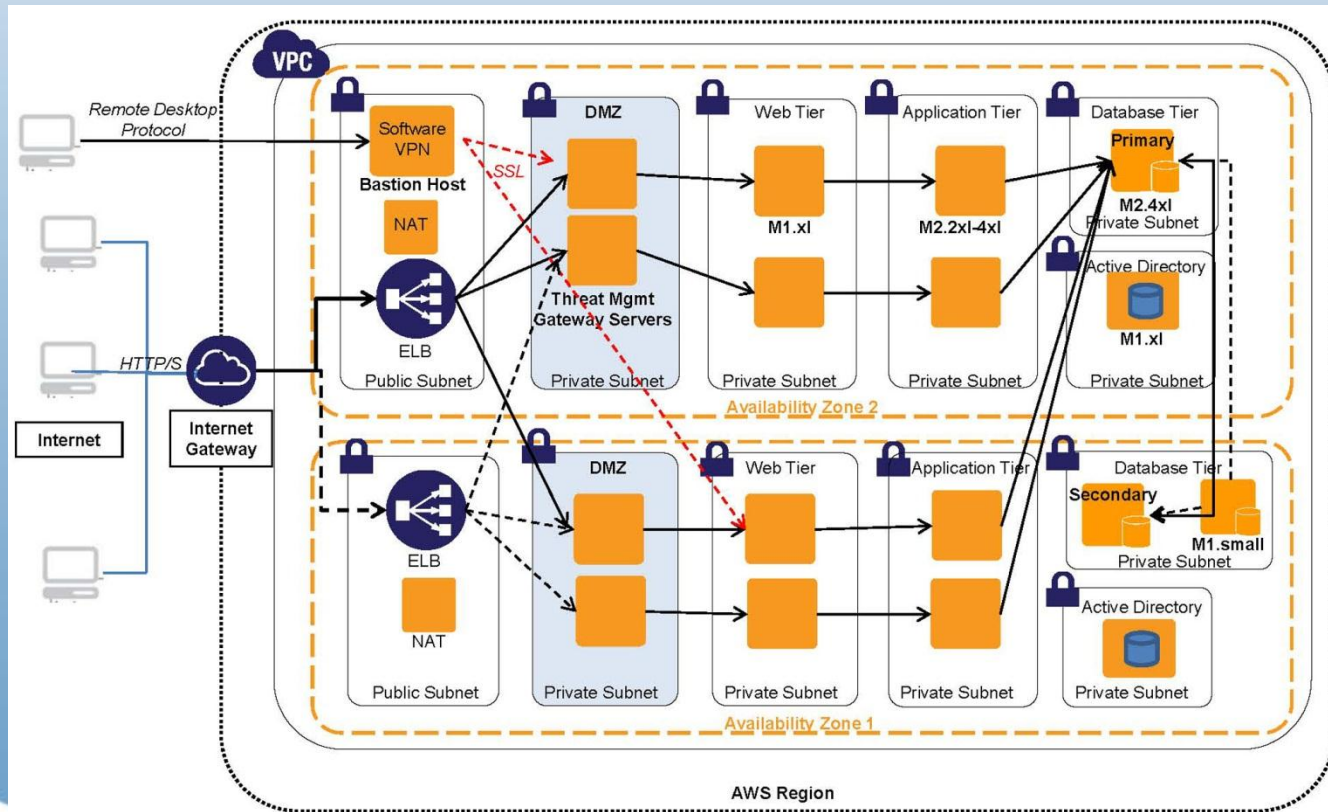 VPC
Remote Desktop
Protocol
Software
VPN
Bastion Host
NAT
ELB
Public Subnet
SSL
DMZ
Threat Mgmt
Gateway Servers
Private Subnet
Web Tier
M1.xl
Private Subnet
Application Tier
M2.2xl-4xl
Private Subnet
Database Tier
Primary
M2.4xl
Private Subnet
Active Directory
M1.xl
Private Subnet
Availability Zone 2
HTTP/S
Internet
Internet
Gateway
ELB
NAT
Public Subnet
DMZ
Private Subnet
Web Tier
Private Subnet
Application Tier
Private Subnet
Database Tier
Secondary
M1.small
Private Subnet
Active Directory
Private Subnet
Availability Zone 1
AWS Region